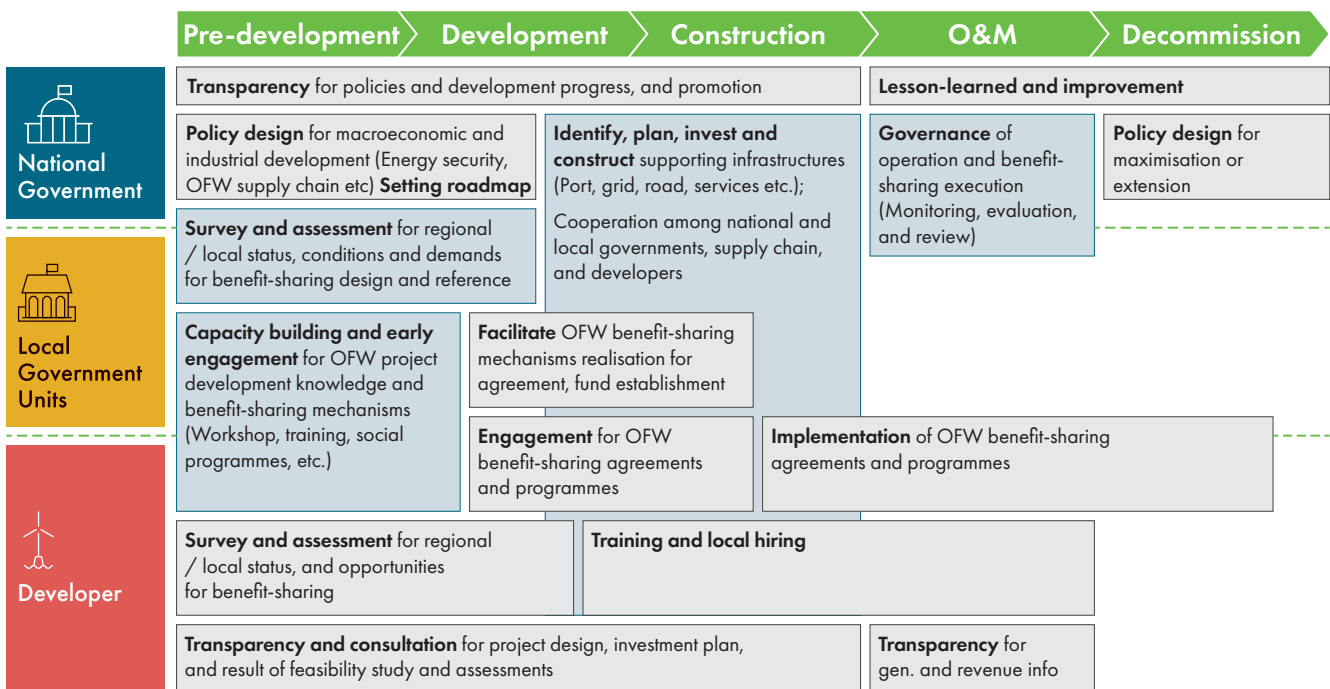 Pre-development
Development
Construction
O&M
Decommission
National
Government
Transparency for policies and development progress, and promotion
Lesson-learned and improvement
Policy design for macroeconomic and
industrial development (Energy security,
OFW supply chain etc) Setting roadmap
Identify, plan, invest and
construct supporting infrastructures
(Port, grid, road, services etc.);
Cooperation among national and
local governments, supply chain,
and developers
Governance of
operation and benefit-
sharing execution
(Monitoring, evaluation,
and review)
Policy design for
maximisation or
extension
Survey and assessment for regional
/ local status, conditions and demands
for benefit-sharing design and reference
Local
Government
Units
Capacity building and early
engagement for OFW project
development knowledge and
benefit-sharing mechanisms
(Workshop, training, social
programmes, etc.)
Facilitate OFW benefit-sharing
mechanisms realisation for
agreement, fund establishment
Engagement for OFW
benefit-sharing agreements
and programmes
Implementation of OFW benefit-sharing
agreements and programmes
Developer
Survey and assessment for regional
/ local status, and opportunities
for benefit-sharing
Training and local hiring
Transparency and consultation for project design, investment plan,
and result of feasibility study and assessments
Transparency for
gen. and revenue info